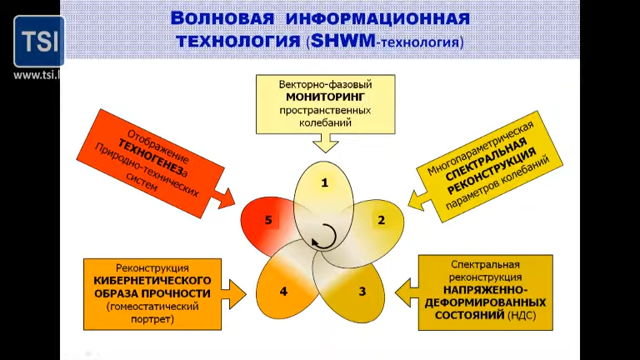 ВОЛНОВАЯ ИНФОРМАЦИОННАЯ
ТЕХНОЛОГИЯ (SHWM-технология)
TSI
www.tsi.l
Векторно-фазовый
МОНИТОРИНГ
пространственных
колебаний
Отображение
ТЕХНОГЕНЕЗа
Природно-технических
систем
Многопараметрическая
СПЕКТРАЛЬНАЯ
РЕКОНСТРУКЦИЯ
параметров колебаний
1
5
2
4
3
Реконструкция
КИБЕРНЕТИЧЕСКОГО
ОБРАЗА ПРОЧНОСТИ
(гомеостатический
портрет)
Спектральная
реконструкция
НАПРЯЖЕННО-
ДЕФОРМИРОВАННЫХ
СОСТОЯНИЙ (НДС)